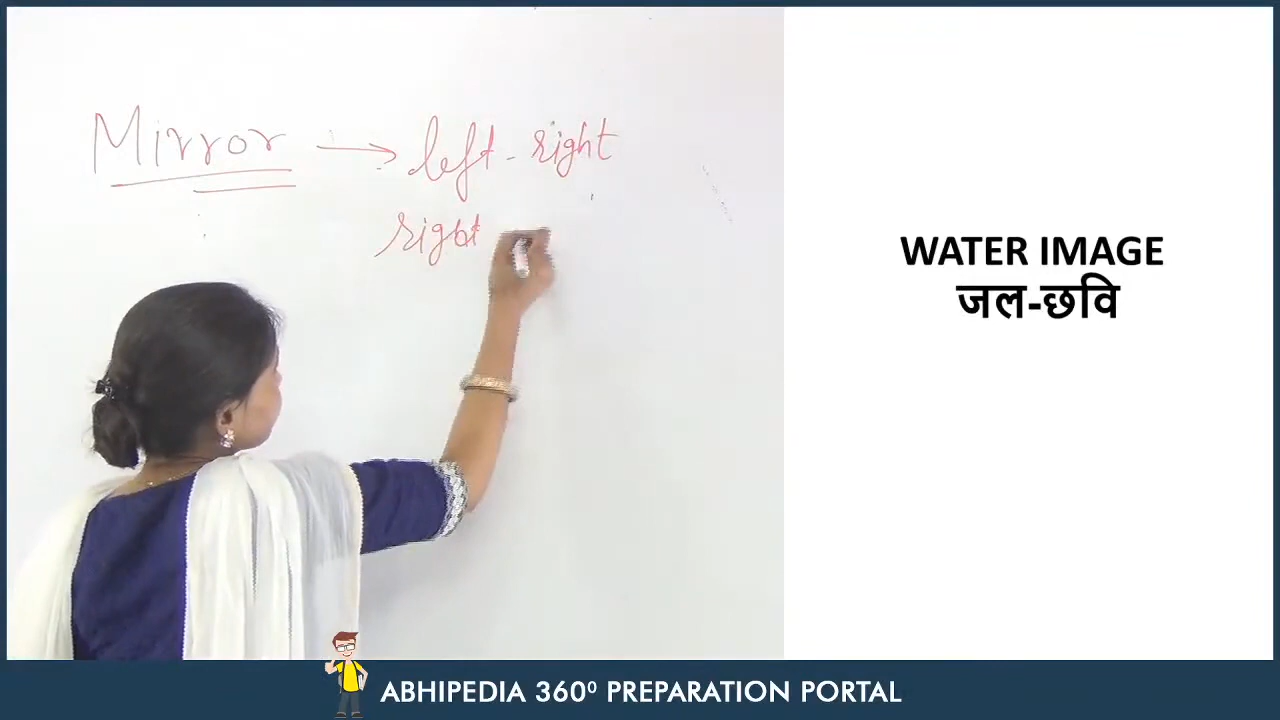 Mirror → left - right
right
WATER IMAGE
जल-छवि
ABHIPEDIA 360⁰ PREPARATION PORTAL